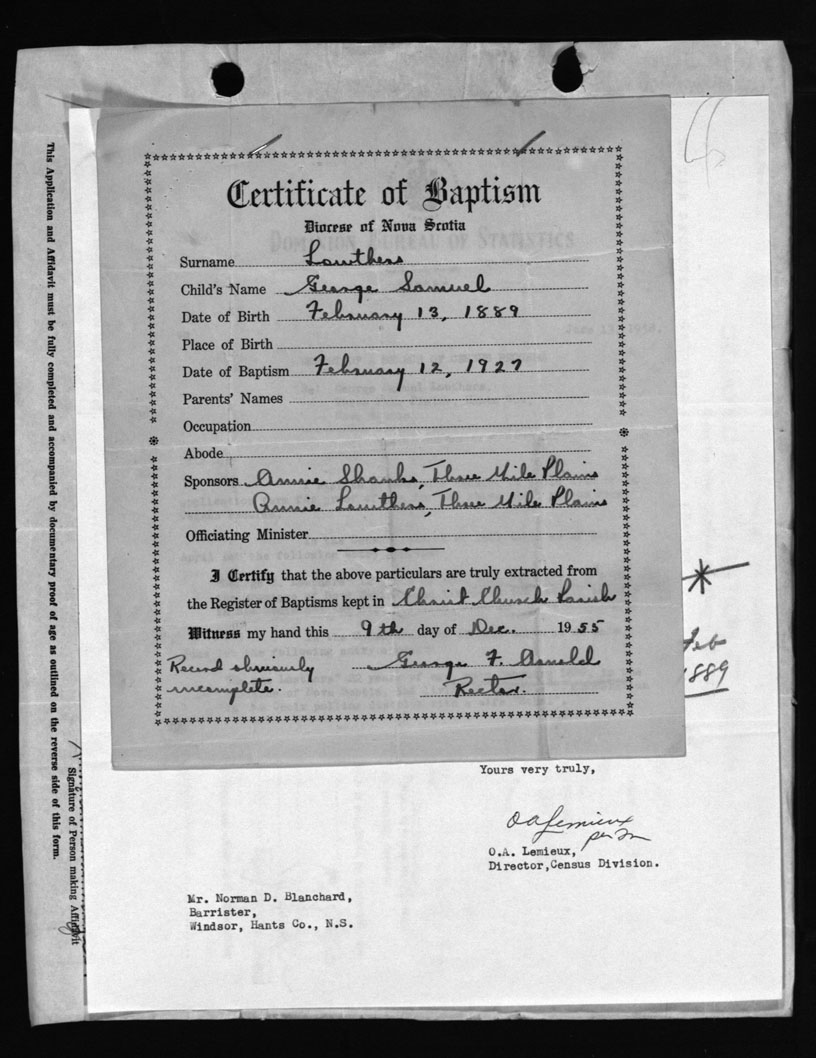 Certificate of Baptism
Diocese of Nova Scotia
DOMINION BUREAU OF STATISTICS
Surname Lowthers
Child's Name George Samuel
Date of Birth February 13, 1889
Place of Birth
Date of Baptism February 12, 1927
Parents' Names
Occupation
Abode
Sponsors Annie Shanks, Three Mile Plains
Annie Lowthers, Three Mile Plains
Officiating Minister
I Certify that the above particulars are truly extracted from
the Register of Baptisms kept in Christ Church Parish
Witness my hand this 9th day of Dec. 1955
Record obviously George F. Arnold
incomplete. Rector.
Feb
1889
Yours very truly,
OA Lemieux
per
O.A. Lemieux,
Director, Census Division.
Mr. Norman D. Blanchard,
Barrister,
Windsor, Hants Co., N.S.
This Application and Affidavit must be fully completed and accompanied by documentary proof of age as outlined on the reverse side of this form.
Signature of Person making Affidavit